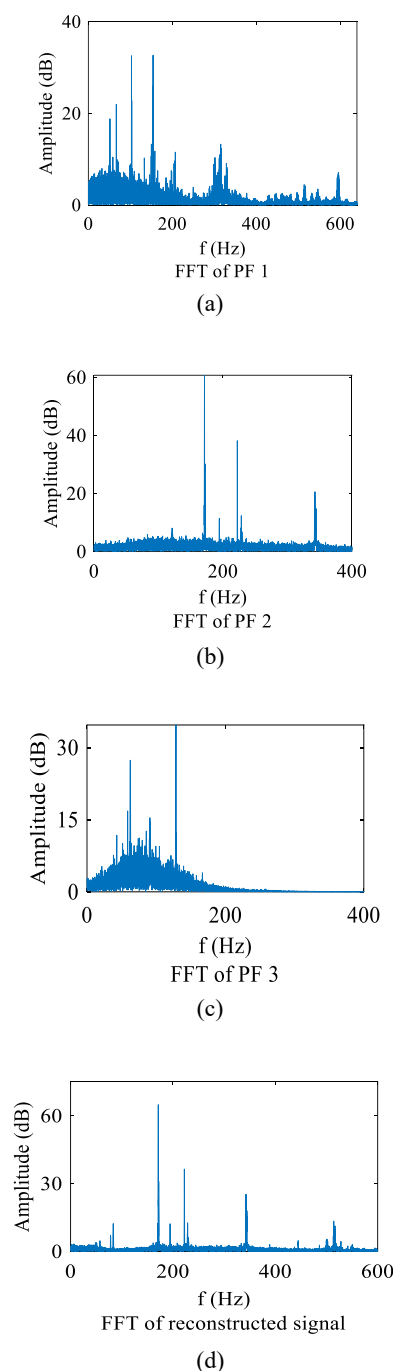 40
20
0
0 200 400 600
Amplitude (dB)
f (Hz)
FFT of PF 1
(a)
60
40
20
0
0 200 400
Amplitude (dB)
f (Hz)
FFT of PF 2
(b)
30
15
0
0 200 400
Amplitude (dB)
f (Hz)
FFT of PF 3
(c)
60
30
0
0 200 400 600
Amplitude (dB)
f (Hz)
FFT of reconstructed signal
(d)